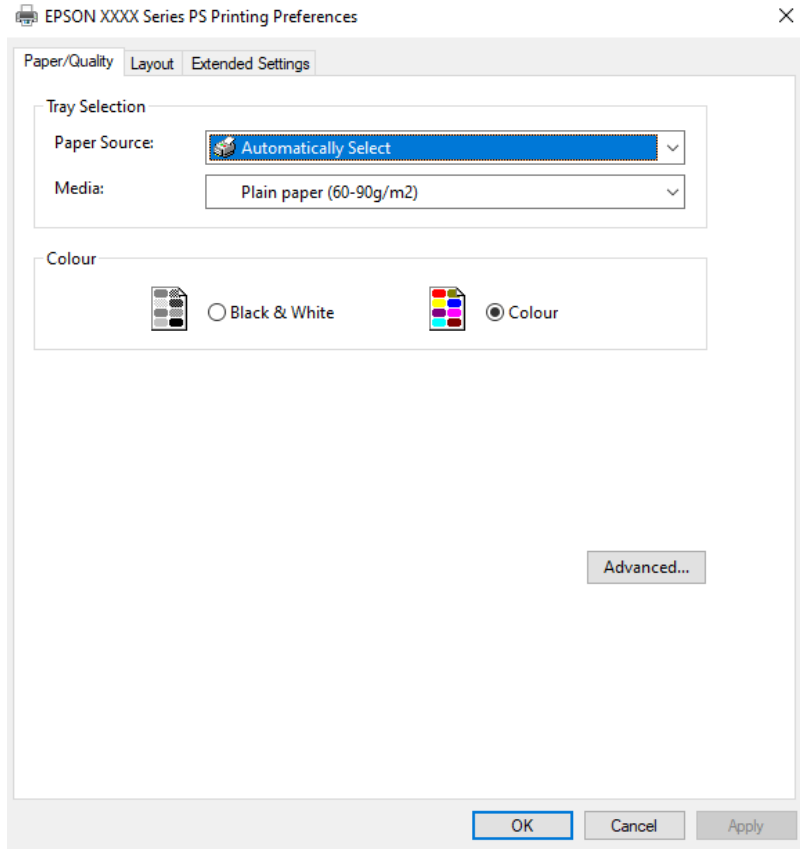 EPSON XXXX Series PS Printing Preferences
Paper/Quality Layout Extended Settings
Tray Selection
Paper Source: Automatically Select
Media: Plain paper (60-90g/m2)
Colour
Black & White Colour
Advanced...
OK Cancel Apply